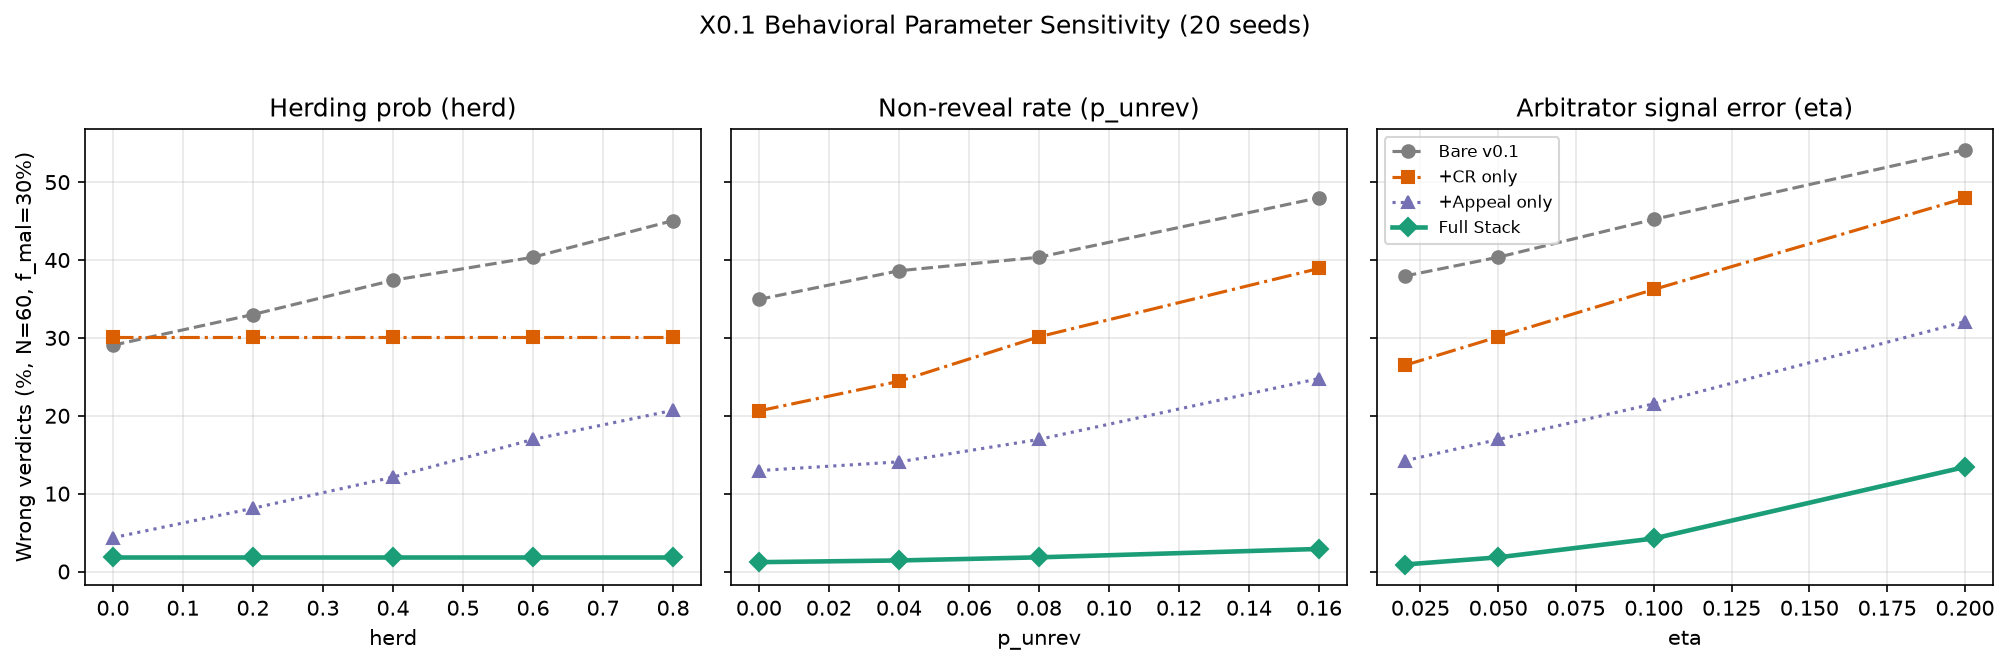 X0.1 Behavioral Parameter Sensitivity (20 seeds)
Wrong verdicts (%, N=60, f_mal=30%)
Herding prob (herd)
0
10
20
30
40
50
0.0 0.1 0.2 0.3 0.4 0.5 0.6 0.7 0.8
herd
Non-reveal rate (p_unrev)
0.00 0.02 0.04 0.06 0.08 0.10 0.12 0.14 0.16
p_unrev
Arbitrator signal error (eta)
Bare v0.1
+CR only
+Appeal only
Full Stack
0.025 0.050 0.075 0.100 0.125 0.150 0.175 0.200
eta